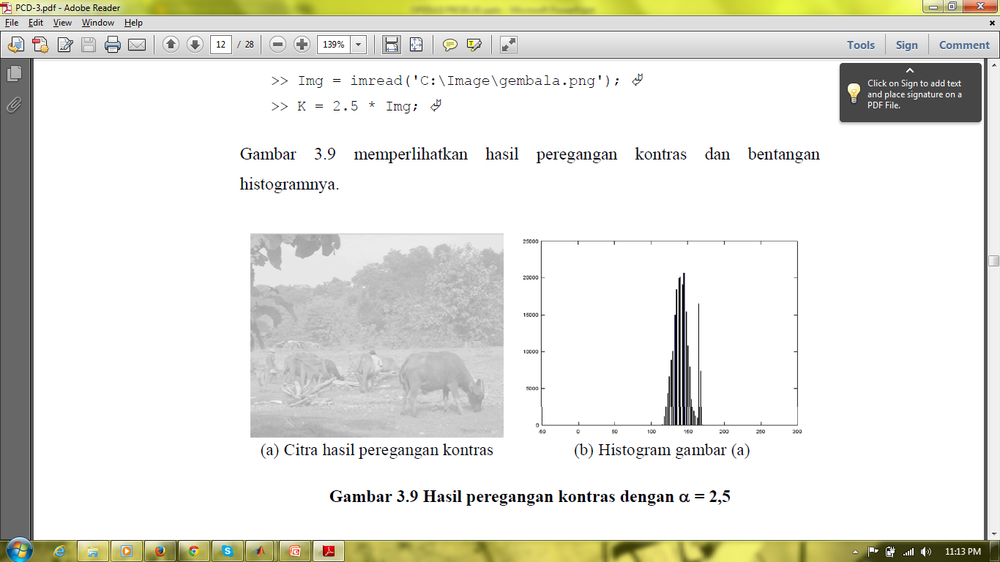 PCD-3.pdf - Adobe Reader
File Edit View Window Help
12 / 28 139% Tools Sign Comment
Click on Sign to add text
and place signature on a
PDF File.
>> Img = imread('C:\Image\gembala.png');
>> K = 2.5 * Img;
Gambar 3.9 memperlihatkan hasil peregangan kontras dan bentangan
histogramnya.
25000
20000
15000
10000
5000
0
-50 0 50 100 150 200 250 300
(a) Citra hasil peregangan kontras (b) Histogram gambar (a)
Gambar 3.9 Hasil peregangan kontras dengan α = 2,5
11:13 PM